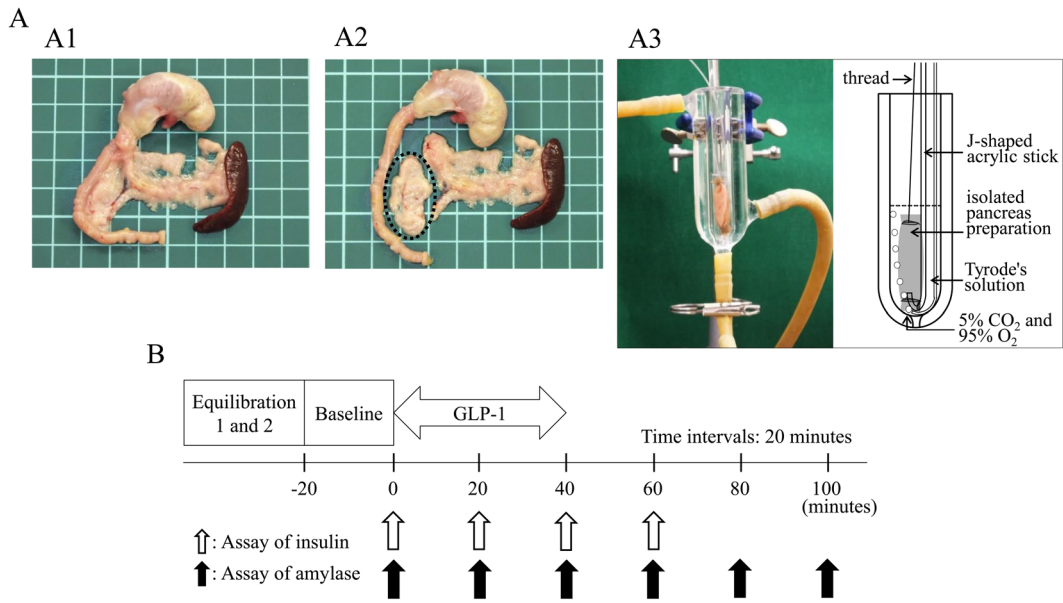 A
A1
A2
A3
thread
J-shaped
acrylic stick
isolated
pancreas
preparation
Tyrode's
solution
5% CO₂ and
95% O₂
B
Equilibration
1 and 2
Baseline
GLP-1
Time intervals: 20 minutes
-20 0 20 40 60 80 100
(minutes)
: Assay of insulin
: Assay of amylase